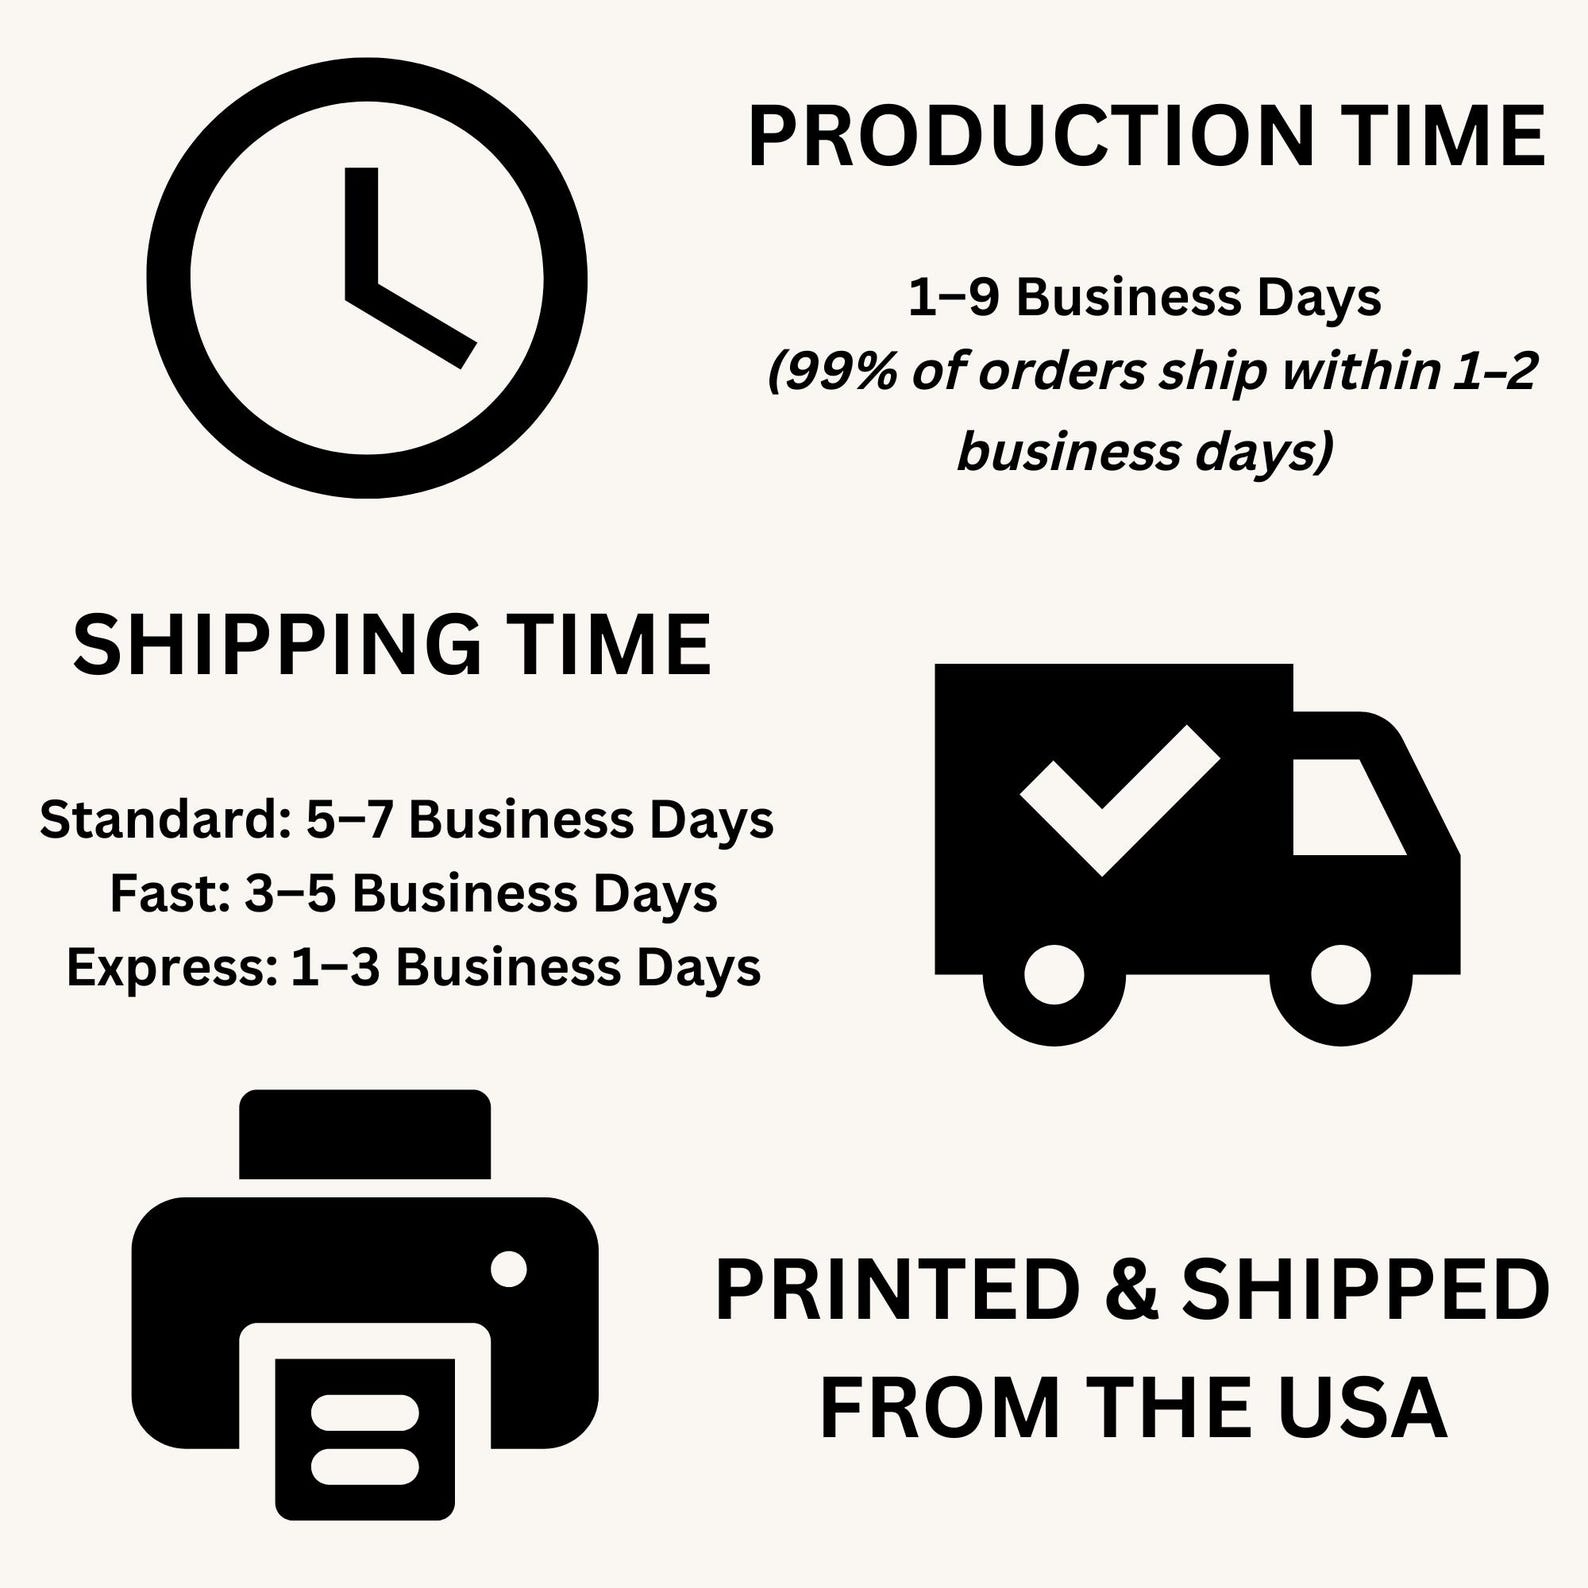 PRODUCTION TIME
1–9 Business Days
(99% of orders ship within 1–2
business days)
SHIPPING TIME
Standard: 5–7 Business Days
Fast: 3–5 Business Days
Express: 1–3 Business Days
PRINTED & SHIPPED
FROM THE USA